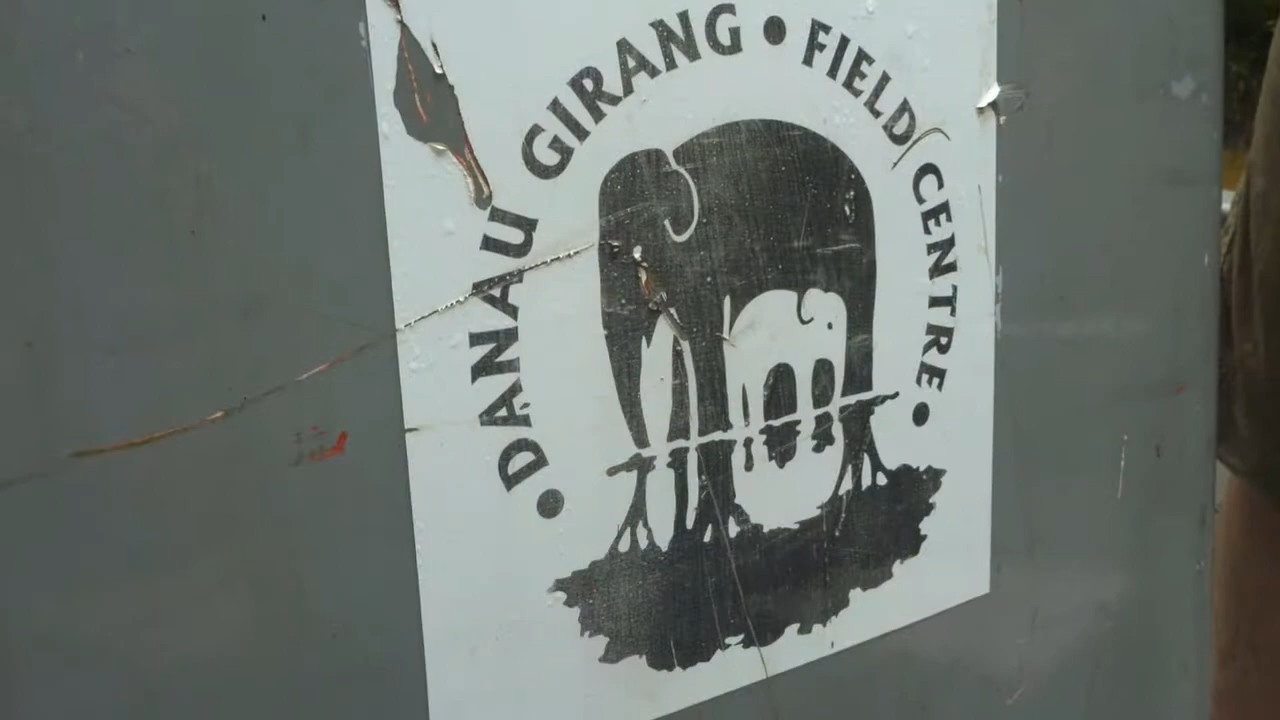 • DANAU GIRANG • FIELD CENTRE •